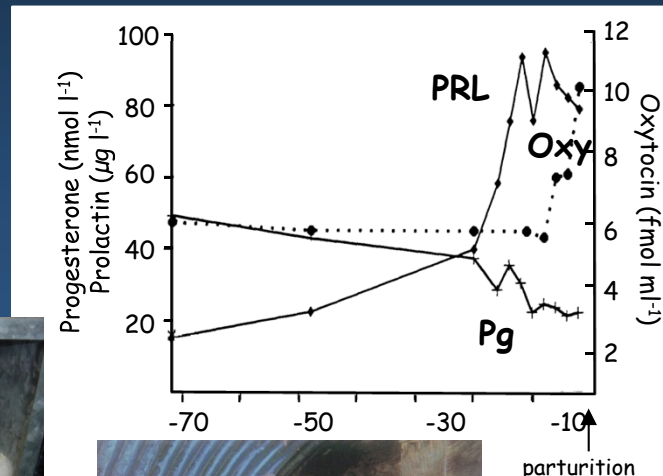 Progesterone (nmol l⁻¹)
Prolactin (µg l⁻¹)
100
80
60
40
20
PRL
Oxy
Pg
12
10
8
6
4
2
Oxytocin (fmol ml⁻¹)
-70
-50
-30
-10
parturition